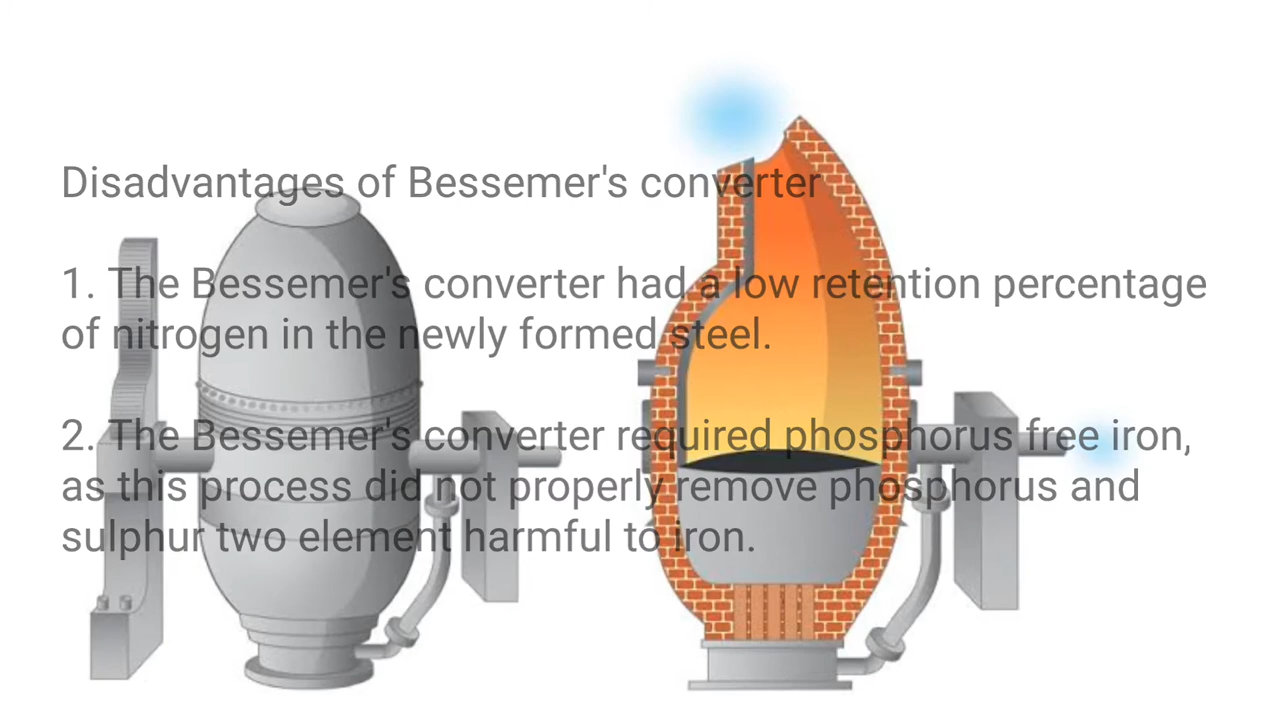 Disadvantages of Bessemer's converter
1. The Bessemer's converter had a low retention percentage
of nitrogen in the newly formed steel.
2. The Bessemer's converter required phosphorus free iron,
as this process did not properly remove phosphorus and
sulphur two element harmful to iron.